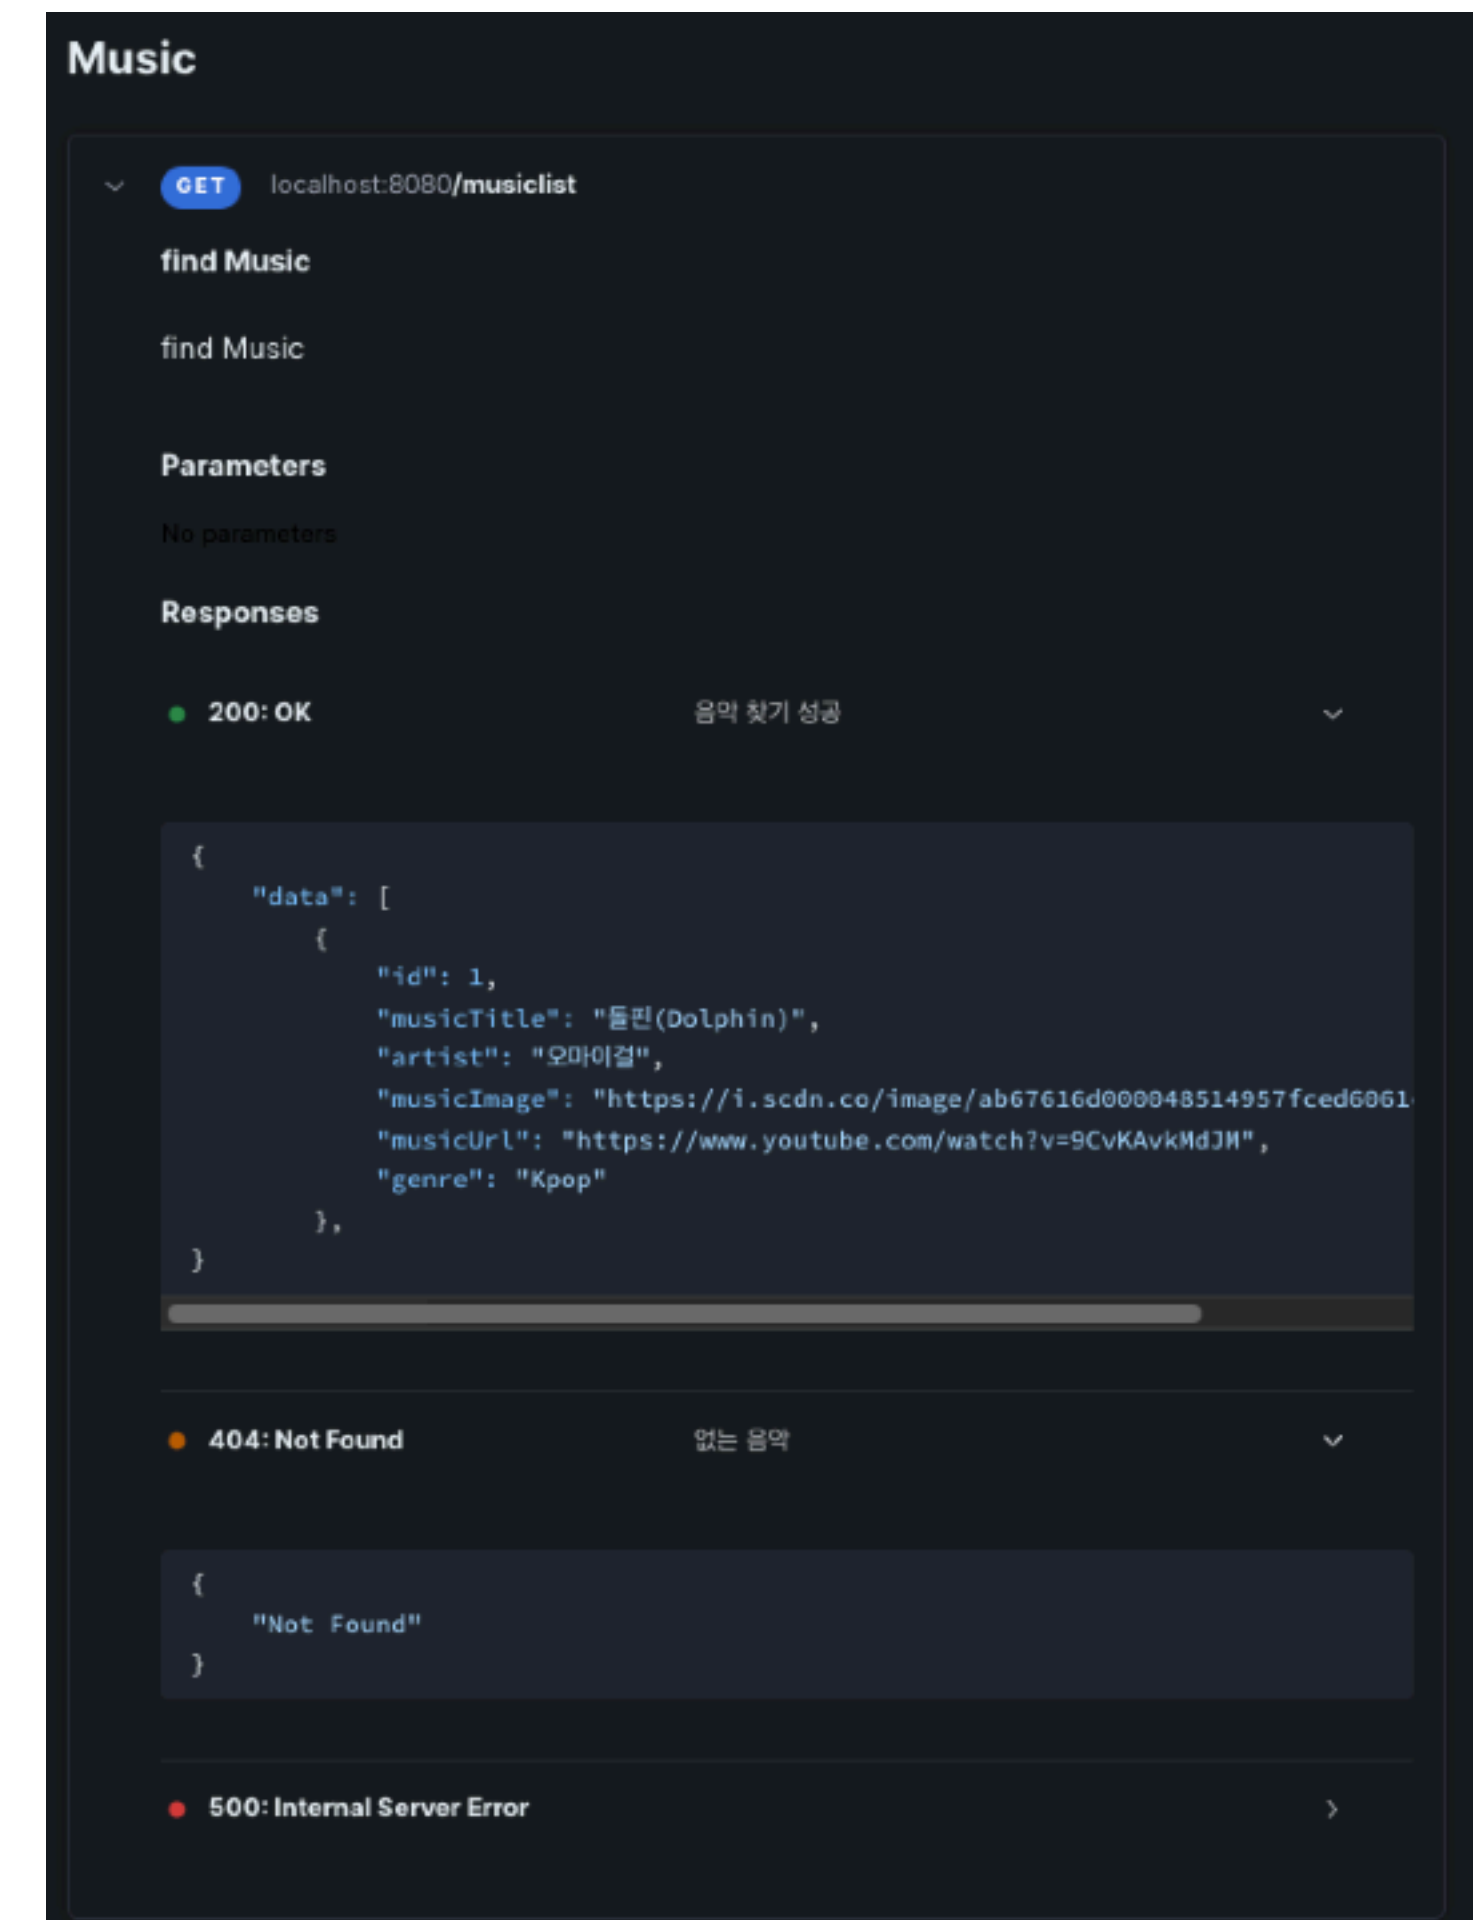 Music
GET localhost:8080/musiclist
find Music
find Music
Parameters
No parameters
Responses
200: OK 음악 찾기 성공
{
"data": [
{
"id": 1,
"musicTitle": "돌핀(Dolphin)",
"artist": "오마이걸",
"musicImage": "https://i.scdn.co/image/ab67616d000048514957fced6061
"musicUrl": "https://www.youtube.com/watch?v=9CvKAvkMdJM",
"genre": "Kpop"
},
}
404: Not Found 없는 음악
{
"Not Found"
}
500: Internal Server Error